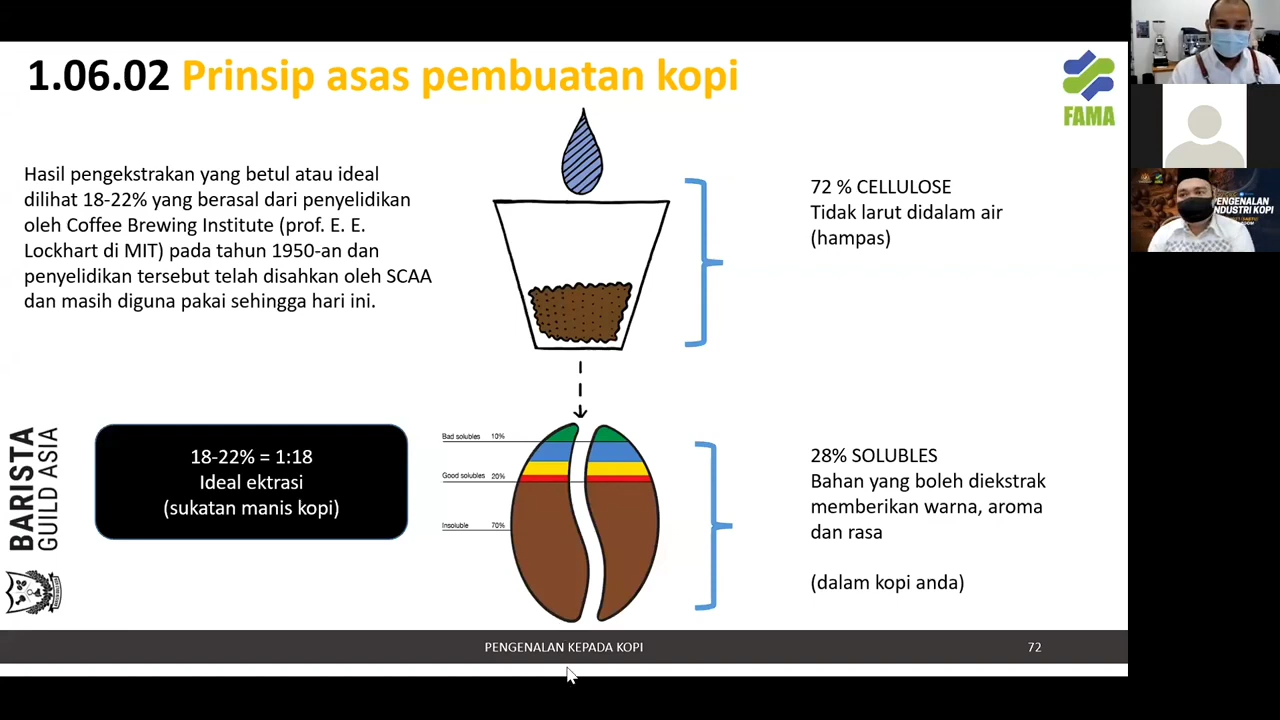 1.06.02 Prinsip asas pembuatan kopi
FAMA
Hasil pengekstrakan yang betul atau ideal
dilihat 18-22% yang berasal dari penyelidikan
oleh Coffee Brewing Institute (prof. E. E.
Lockhart di MIT) pada tahun 1950-an dan
penyelidikan tersebut telah disahkan oleh SCAA
dan masih diguna pakai sehingga hari ini.
72 % CELLULOSE
Tidak larut didalam air
(hampas)
PENGENALAN
INDUSTRI KOPI
18-22% = 1:18
Ideal ektrasi
(sukatan manis kopi)
Bad solubles 10%
Good solubles 20%
Insoluble 70%
28% SOLUBLES
Bahan yang boleh diekstrak
memberikan warna, aroma
dan rasa
(dalam kopi anda)
BARISTA
GUILD ASIA
PENGENALAN KEPADA KOPI
72